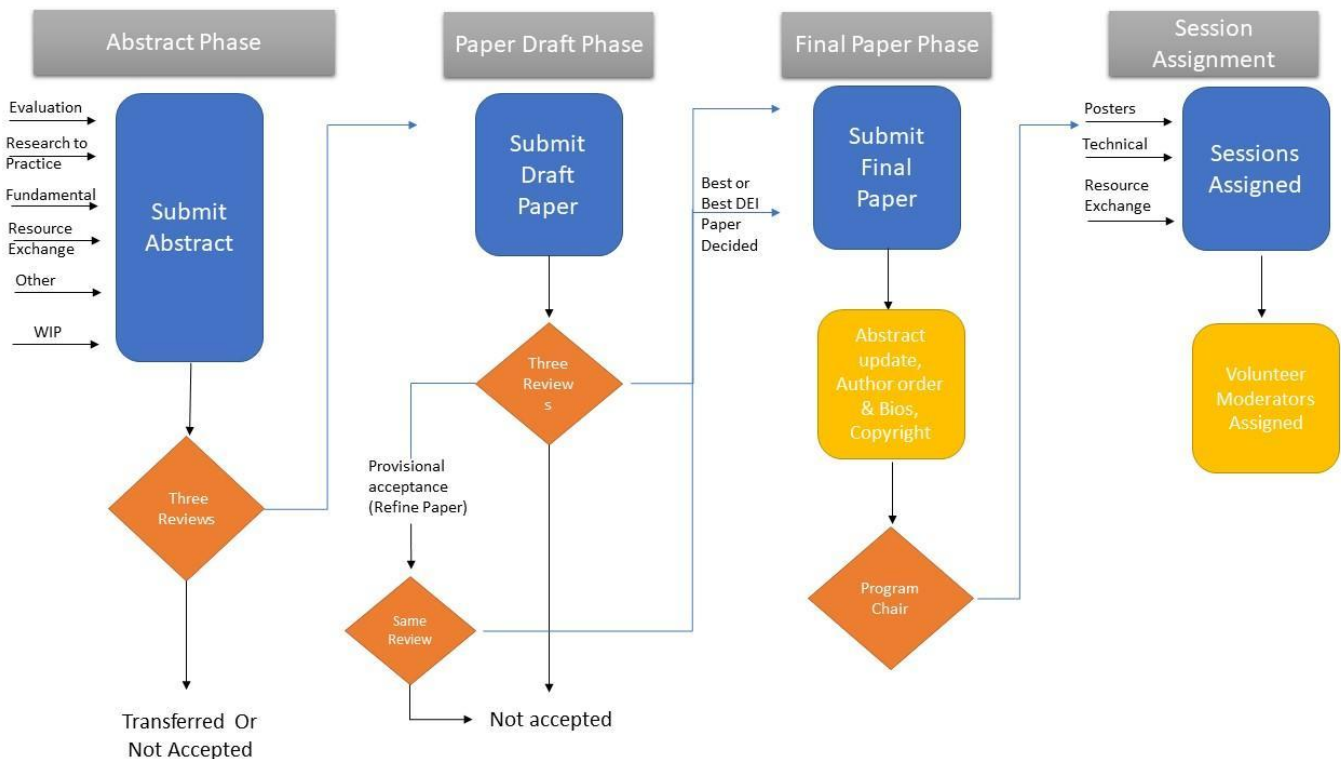 Abstract Phase
Paper Draft Phase
Final Paper Phase
Session
Assignment
Evaluation
Research to
Practice
Fundamental
Resource
Exchange
Other
WIP
Submit
Abstract
Three
Reviews
Transferred Or
Not Accepted
Submit
Draft
Paper
Three
Review
s
Provisional
acceptance
(Refine Paper)
Same
Review
Not accepted
Best or
Best DEI
Paper
Decided
Submit
Final
Paper
Abstract
update,
Author order
& Bios,
Copyright
Program
Chair
Posters
Technical
Resource
Exchange
Sessions
Assigned
Volunteer
Moderators
Assigned